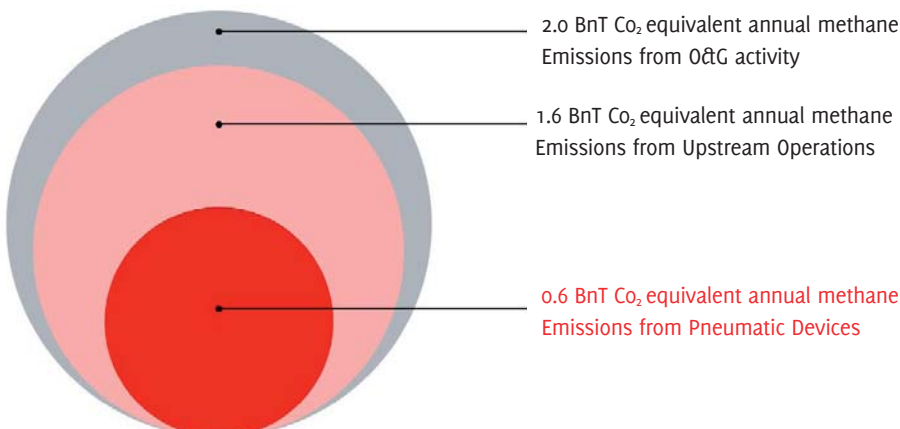 2.0 BnT Co₂ equivalent annual methane
Emissions from O&G activity
1.6 BnT Co₂ equivalent annual methane
Emissions from Upstream Operations
0.6 BnT Co₂ equivalent annual methane
Emissions from Pneumatic Devices